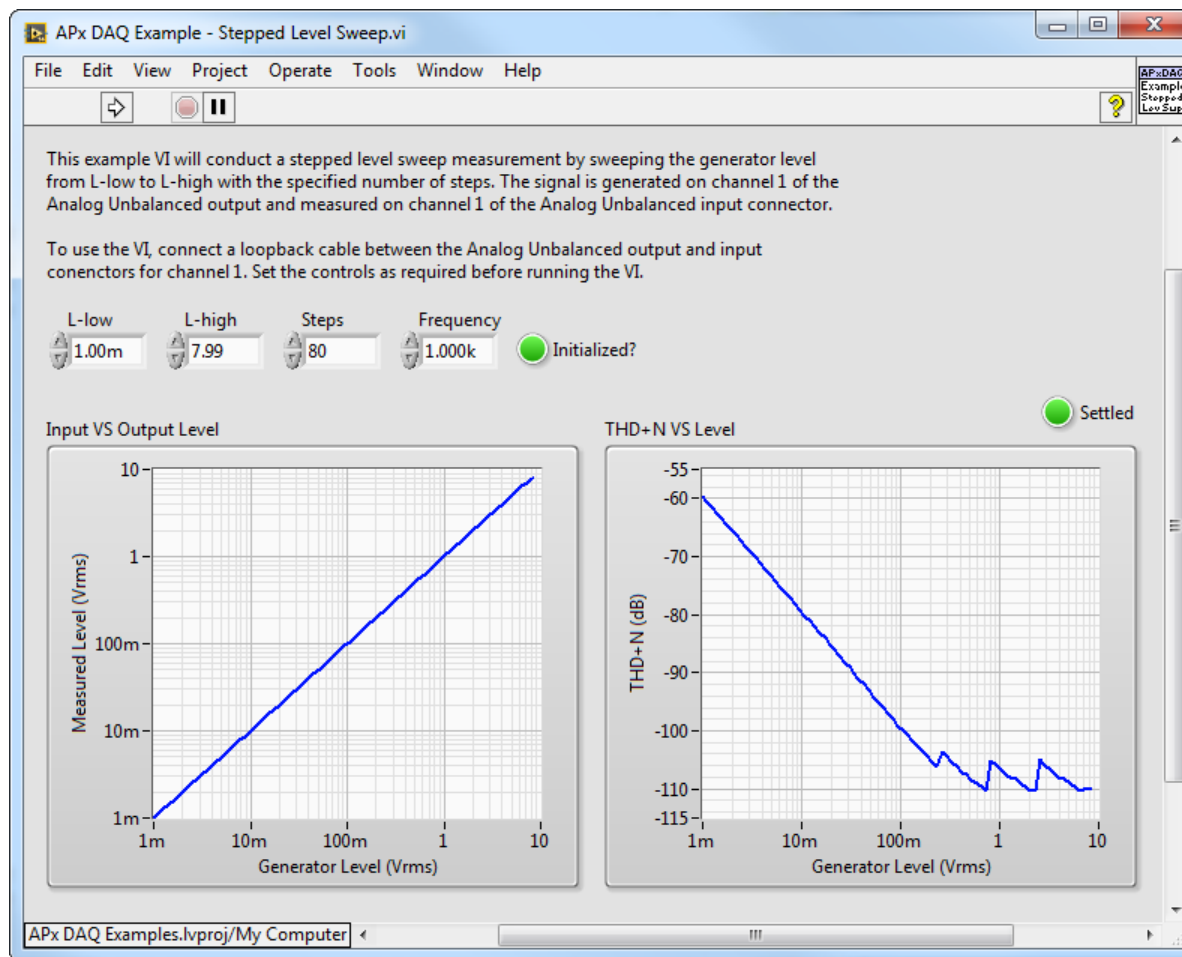 APx DAQ Example - Stepped Level Sweep.vi
File Edit View Project Operate Tools Window Help
APxDAQ
Example
Stepped
Lev Swp
This example VI will conduct a stepped level sweep measurement by sweeping the generator level
from L-low to L-high with the specified number of steps. The signal is generated on channel 1 of the
Analog Unbalanced output and measured on channel 1 of the Analog Unbalanced input connector.
To use the VI, connect a loopback cable between the Analog Unbalanced output and input
conenctors for channel 1. Set the controls as required before running the VI.
L-low L-high Steps Frequency
1.00m 7.99 80 1.000k Initialized?
Settled
Input VS Output Level
10
1
100m
10m
1m
Measured Level (Vrms)
1m 10m 100m 1 10
Generator Level (Vrms)
THD+N VS Level
-55
-60
-70
-80
-90
-100
-110
-115
THD+N (dB)
1m 10m 100m 1 10
Generator Level (Vrms)
APx DAQ Examples.lvproj/My Computer